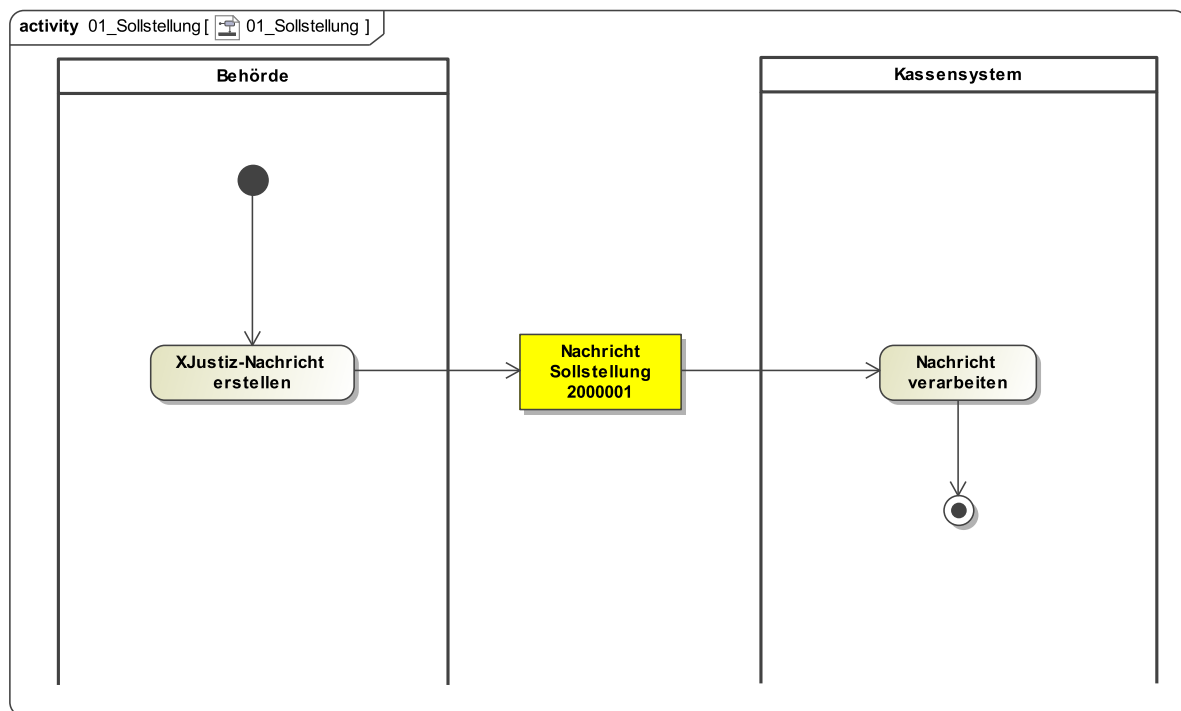 activity 01_Sollstellung [ 01_Sollstellung ]
Behörde
Kassensystem
XJustiz-Nachricht
erstellen
Nachricht
Sollstellung
2000001
Nachricht
verarbeiten